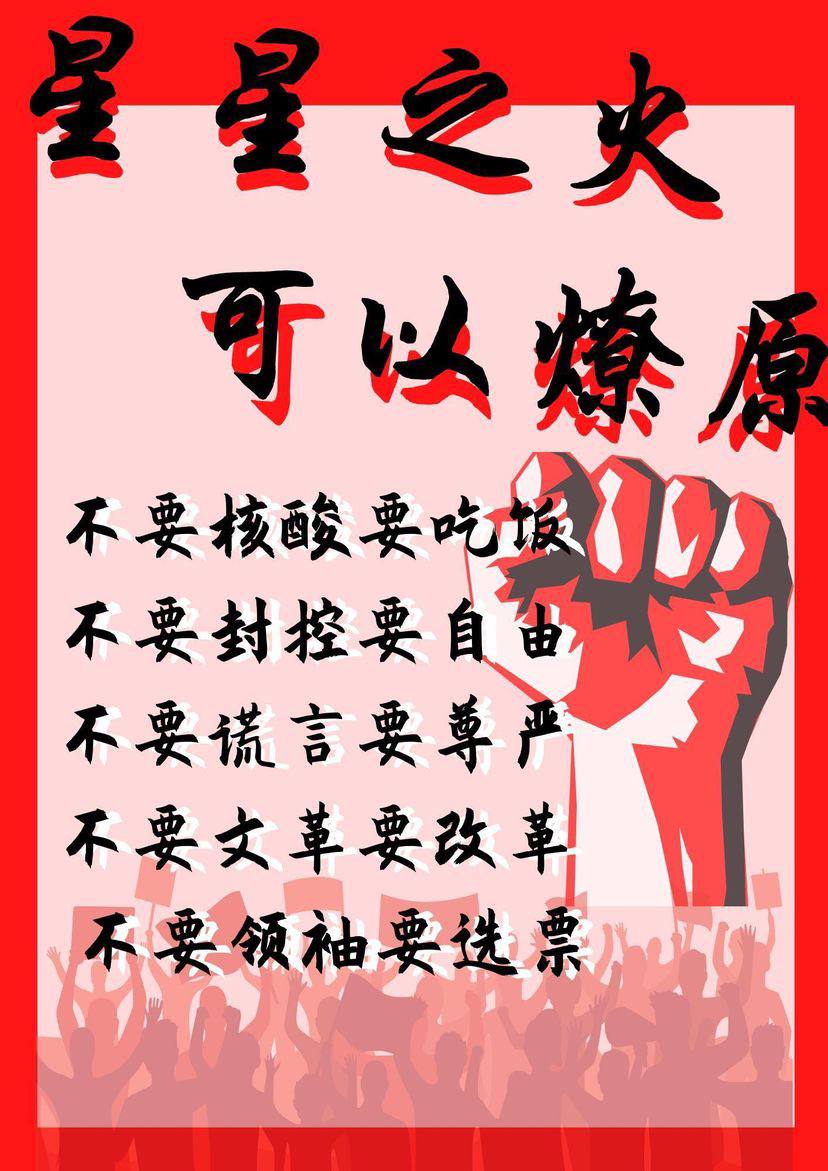 星星之火
可以燎原
不要核酸要吃饭
不要封控要自由
不要谎言要尊严
不要文革要改革
不要领袖要选票